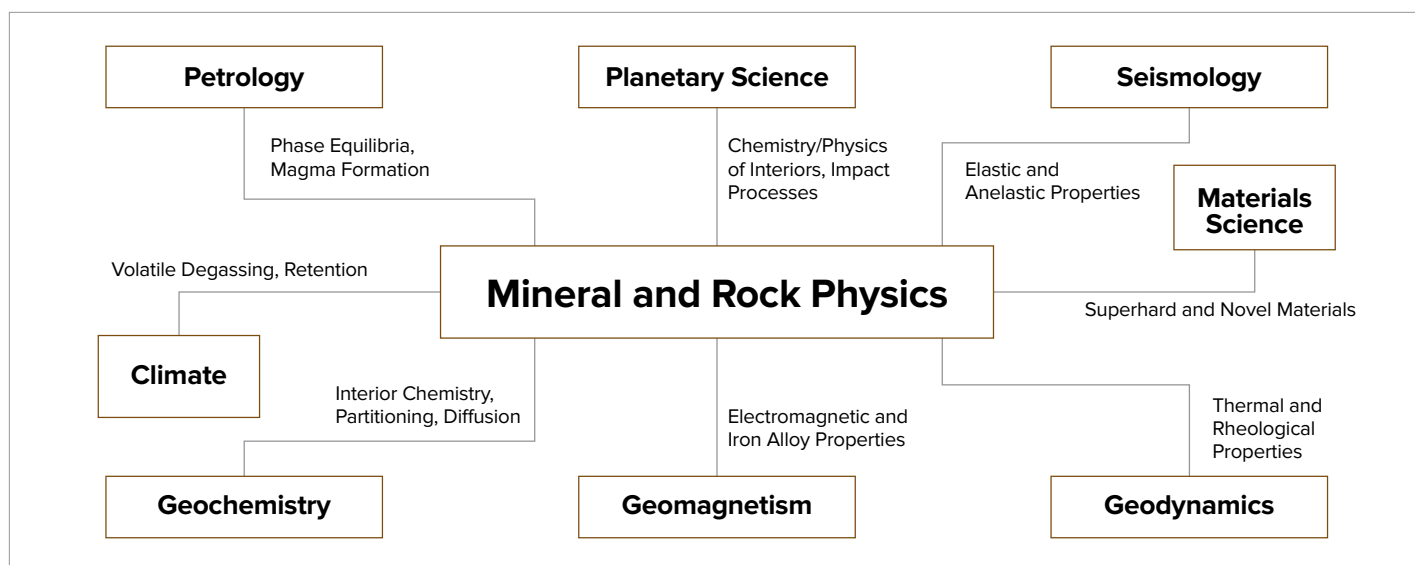 Petrology
Planetary Science
Seismology
Phase Equilibria,
Magma Formation
Chemistry/Physics
of Interiors, Impact
Processes
Elastic and
Anelastic Properties
Materials
Science
Volatile Degassing, Retention
Mineral and Rock Physics
Superhard and Novel Materials
Climate
Interior Chemistry,
Partitioning, Diffusion
Electromagnetic and
Iron Alloy Properties
Thermal and
Rheological
Properties
Geochemistry
Geomagnetism
Geodynamics